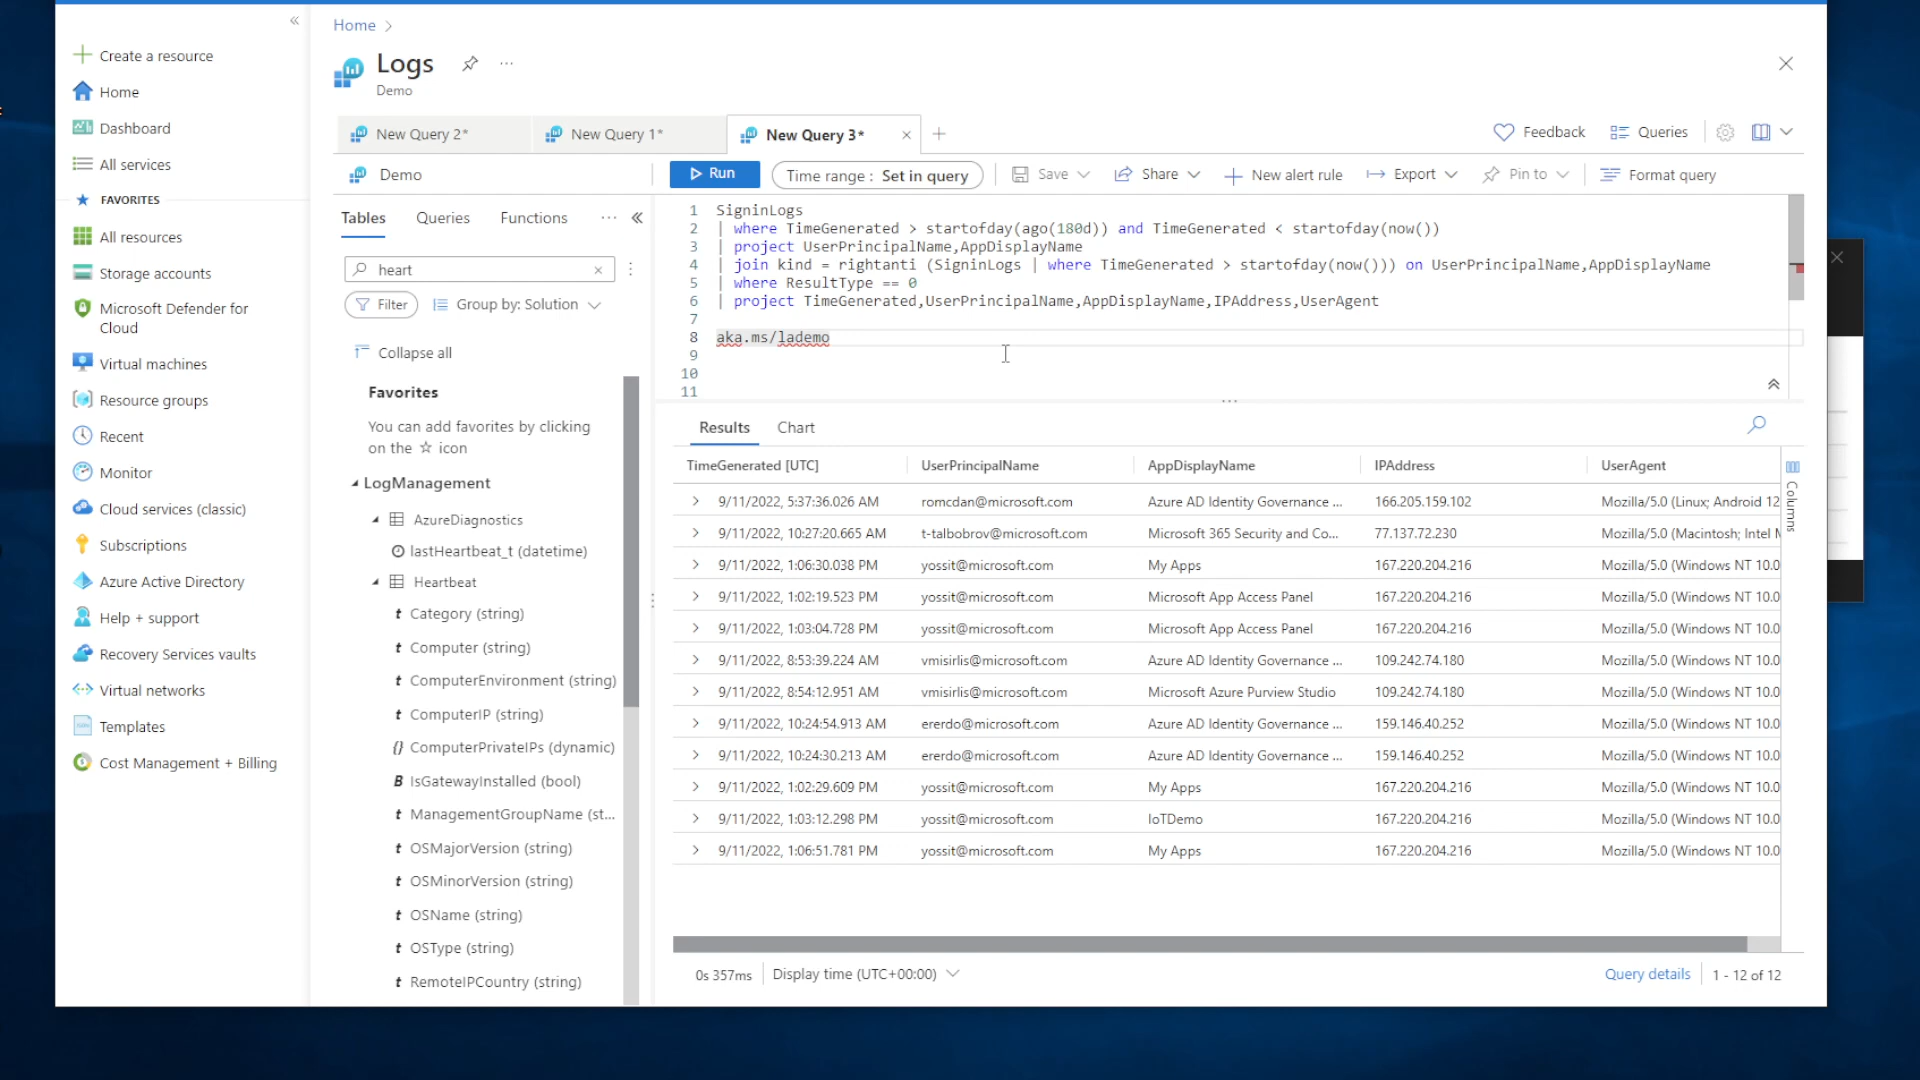 «
Create a resource
Home
Dashboard
All services
FAVORITES
All resources
Storage accounts
Microsoft Defender for
Cloud
Virtual machines
Resource groups
Recent
Monitor
Cloud services (classic)
Subscriptions
Azure Active Directory
Help + support
Recovery Services vaults
Virtual networks
Templates
Cost Management + Billing
Home >
Logs ...
Demo
New Query 2*
New Query 1*
New Query 3*
Feedback
Queries
Demo
Run
Time range : Set in query
Save
Share
New alert rule
Export
Pin to
Format query
Tables
Queries
Functions
... «
heart
Filter
Group by: Solution
Collapse all
Favorites
You can add favorites by clicking
on the ☆ icon
LogManagement
AzureDiagnostics
lastHeartbeat_t (datetime)
Heartbeat
t Category (string)
t Computer (string)
t ComputerEnvironment (string)
t ComputerIP (string)
{} ComputerPrivateIPs (dynamic)
B IsGatewayInstalled (bool)
t ManagementGroupName (st...
t OSMajorVersion (string)
t OSMinorVersion (string)
t OSName (string)
t OSType (string)
t RemoteIPCountry (string)
1 SigninLogs
2 | where TimeGenerated > startofday(ago(180d)) and TimeGenerated < startofday(now())
3 | project UserPrincipalName,AppDisplayName
4 | join kind = rightanti (SigninLogs | where TimeGenerated > startofday(now())) on UserPrincipalName,AppDisplayName
5 | where ResultType == 0
6 | project TimeGenerated,UserPrincipalName,AppDisplayName,IPAddress,UserAgent
7
8 aka.ms/lademo
9
10
11
Results
Chart
TimeGenerated [UTC] UserPrincipalName AppDisplayName IPAddress UserAgent
9/11/2022, 5:37:36.026 AM romcdan@microsoft.com Azure AD Identity Governance ... 166.205.159.102 Mozilla/5.0 (Linux; Android 12
9/11/2022, 10:27:20.665 AM t-talbobrov@microsoft.com Microsoft 365 Security and Co... 77.137.72.230 Mozilla/5.0 (Macintosh; Intel M
9/11/2022, 1:06:30.038 PM yossit@microsoft.com My Apps 167.220.204.216 Mozilla/5.0 (Windows NT 10.0
9/11/2022, 1:02:19.523 PM yossit@microsoft.com Microsoft App Access Panel 167.220.204.216 Mozilla/5.0 (Windows NT 10.0
9/11/2022, 1:03:04.728 PM yossit@microsoft.com Microsoft App Access Panel 167.220.204.216 Mozilla/5.0 (Windows NT 10.0
9/11/2022, 8:53:39.224 AM vmisirlis@microsoft.com Azure AD Identity Governance ... 109.242.74.180 Mozilla/5.0 (Windows NT 10.0
9/11/2022, 8:54:12.951 AM vmisirlis@microsoft.com Microsoft Azure Purview Studio 109.242.74.180 Mozilla/5.0 (Windows NT 10.0
9/11/2022, 10:24:54.913 AM ererdo@microsoft.com Azure AD Identity Governance ... 159.146.40.252 Mozilla/5.0 (Windows NT 10.0
9/11/2022, 10:24:30.213 AM ererdo@microsoft.com Azure AD Identity Governance ... 159.146.40.252 Mozilla/5.0 (Windows NT 10.0
9/11/2022, 1:02:29.609 PM yossit@microsoft.com My Apps 167.220.204.216 Mozilla/5.0 (Windows NT 10.0
9/11/2022, 1:03:12.298 PM yossit@microsoft.com IoTDemo 167.220.204.216 Mozilla/5.0 (Windows NT 10.0
9/11/2022, 1:06:51.781 PM yossit@microsoft.com My Apps 167.220.204.216 Mozilla/5.0 (Windows NT 10.0
Columns
0s 357ms
Display time (UTC+00:00)
Query details
1 - 12 of 12